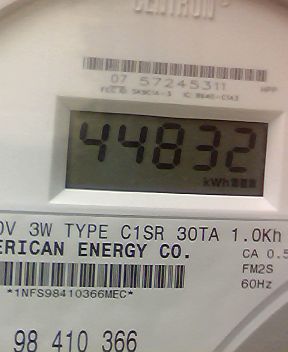 CENTRON
07 57245311
44832
kWh
3W TYPE C1SR 30TA 1.0Kh
ERICAN ENERGY CO.
CA 0.5
*1NFS98410366MEC*
FM2S
60Hz
98 410 366